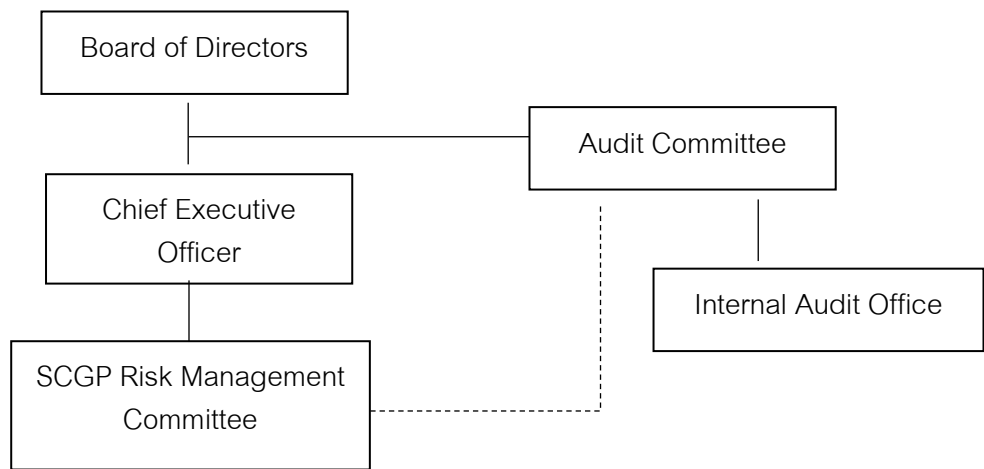 Board of Directors
Audit Committee
Chief Executive
Officer
Internal Audit Office
SCGP Risk Management
Committee